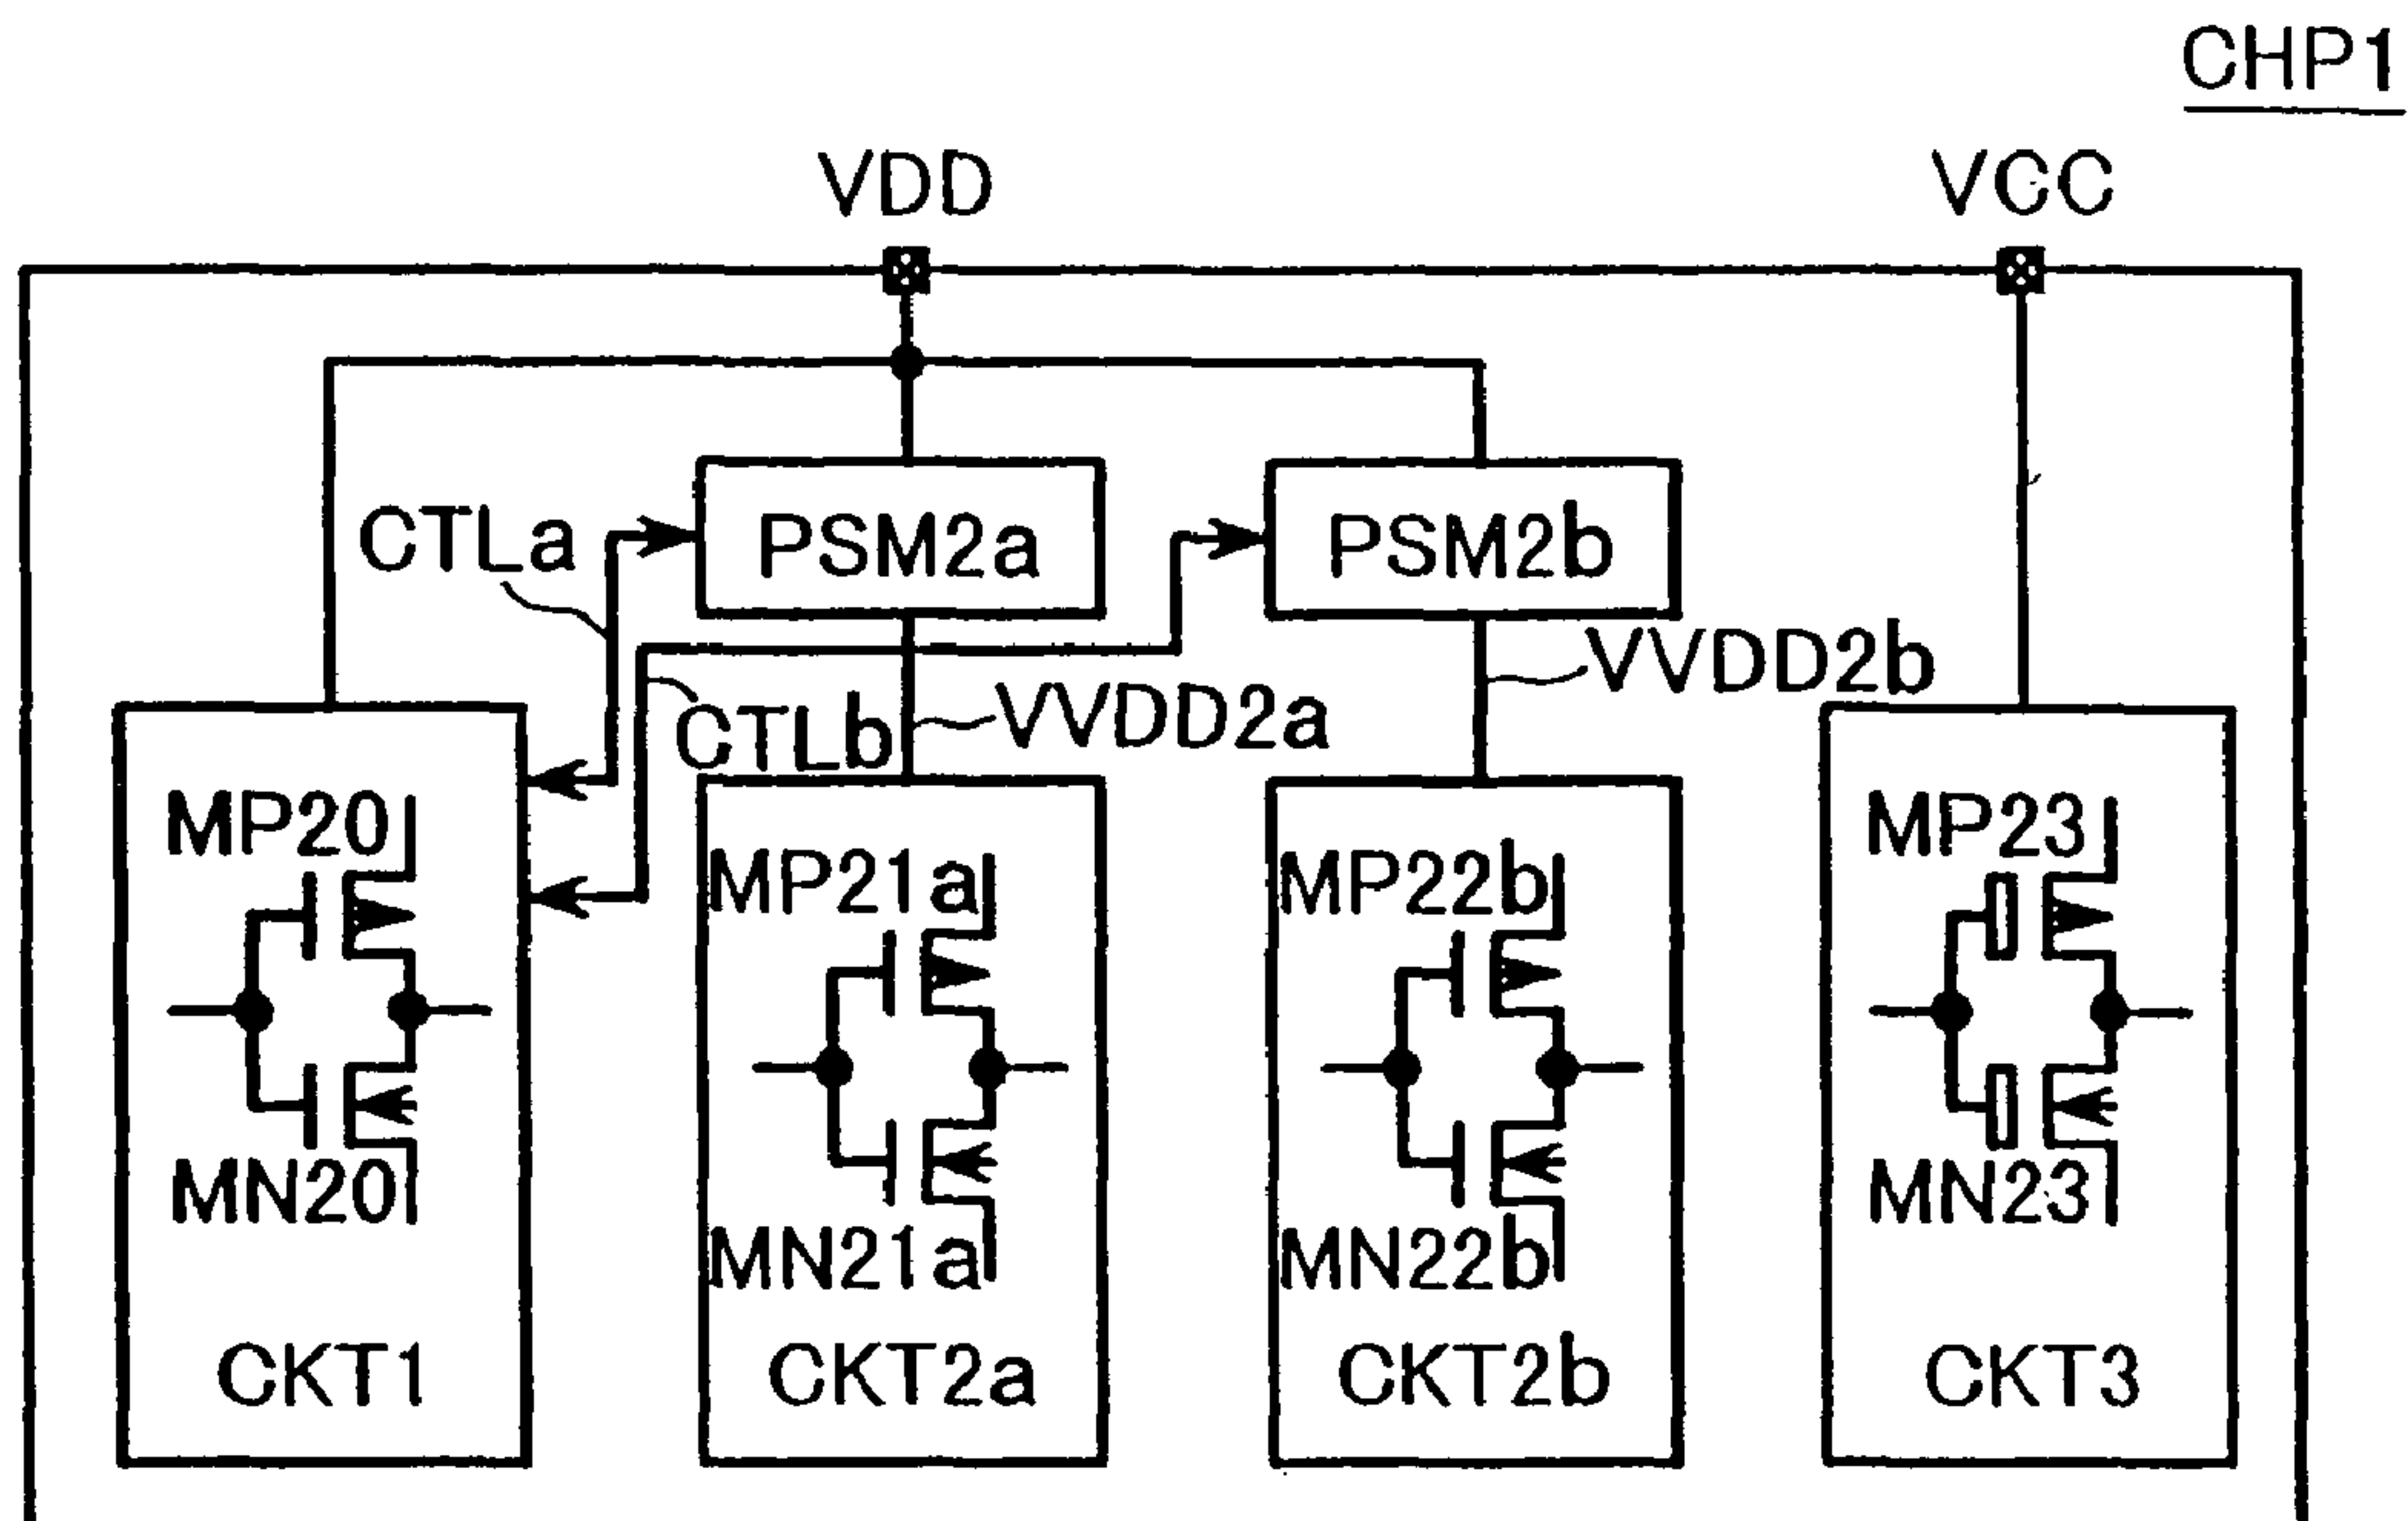 CHP1
VDD
VCC
CTLa
PSM2a
PSM2b
VVDD2b
CTLb
VVDD2a
MP20
MP21a
MP22b
MP23
MN20
MN21a
MN22b
MN23
CKT1
CKT2a
CKT2b
CKT3